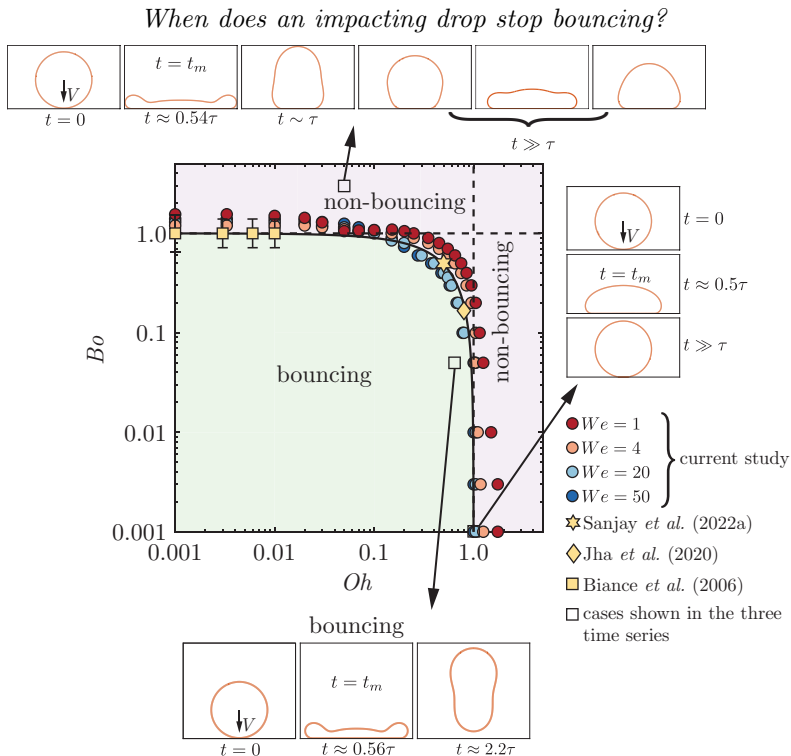 When does an impacting drop stop bouncing?
V
t = t_m
t = 0
t ≈ 0.54τ
t ~ τ
t ≫ τ
non-bouncing
1.0
0.1
0.01
0.001
Bo
bouncing
non-bouncing
0.001
0.01
0.1
1.0
Oh
V
t = 0
t = t_m
t ≈ 0.5τ
t ≫ τ
We = 1
We = 4
We = 20
We = 50
current study
Sanjay et al. (2022a)
Jha et al. (2020)
Biance et al. (2006)
cases shown in the three
time series
bouncing
V
t = t_m
t = 0
t ≈ 0.56τ
t ≈ 2.2τ